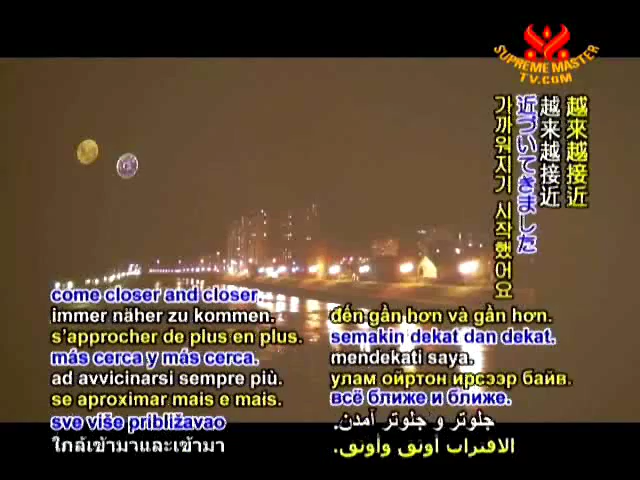 SUPREME MASTER
TV.COM
越來越接近
越来越接近
近づいてきました
가까워지기 시작했어요
come closer and closer.
immer näher zu kommen.
s'approcher de plus en plus.
más cerca y más cerca.
ad avvicinarsi sempre più.
se aproximar mais e mais.
sve više približavao
ใกล้เข้ามาและเข้ามา
đến gần hơn và gần hơn.
semakin dekat dan dekat.
mendekati saya.
улам ойртон ирсээр байв.
всё ближе и ближе.
جلوتر و جلوتر آمدن.
الاقتراب أوثق وأوثق.